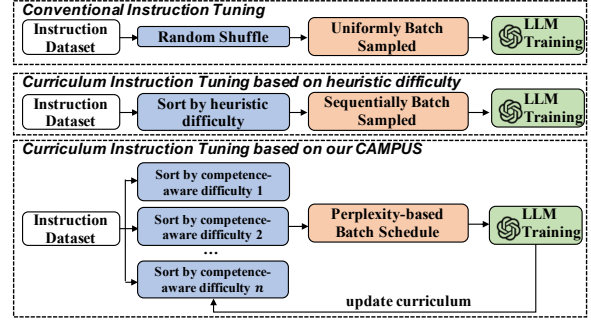 Conventional Instruction Tuning
Instruction
Dataset
Random Shuffle
Uniformly Batch
Sampled
LLM
Training
Curriculum Instruction Tuning based on heuristic difficulty
Instruction
Dataset
Sort by heuristic
difficulty
Sequentially Batch
Sampled
LLM
Training
Curriculum Instruction Tuning based on our CAMPUS
Sort by competence-
aware difficulty 1
Instruction
Dataset
Sort by competence-
aware difficulty 2
...
Sort by competence-
aware difficulty n
Perplexity-based
Batch Schedule
LLM
Training
update curriculum